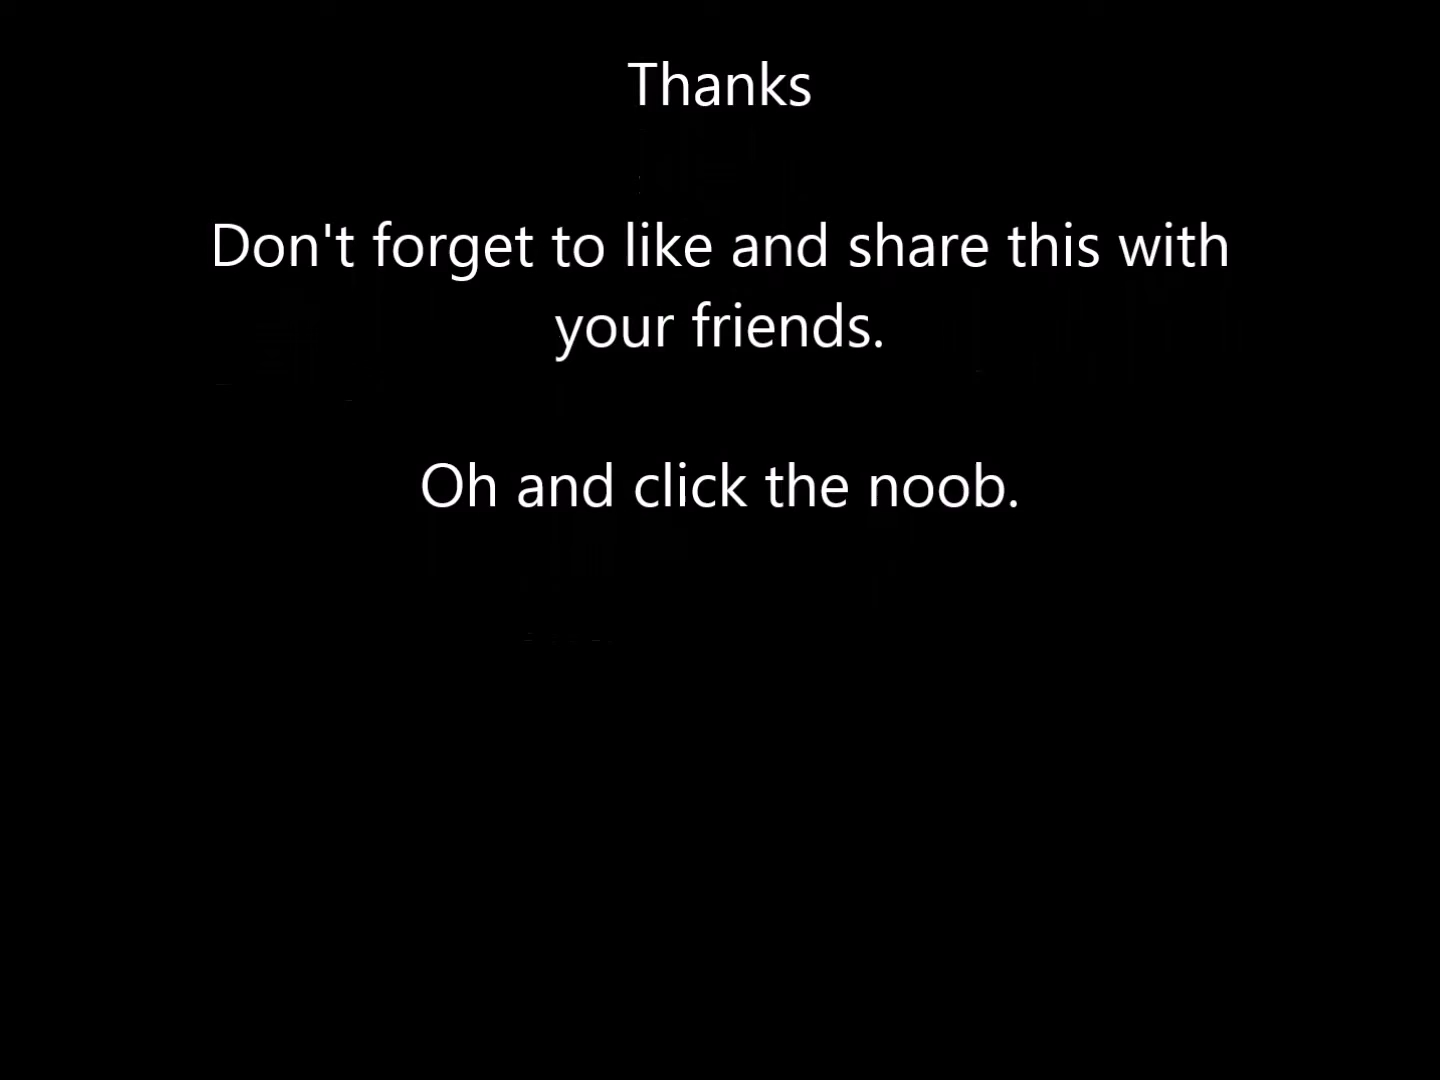 Thanks
Don't forget to like and share this with
your friends.
Oh and click the noob.